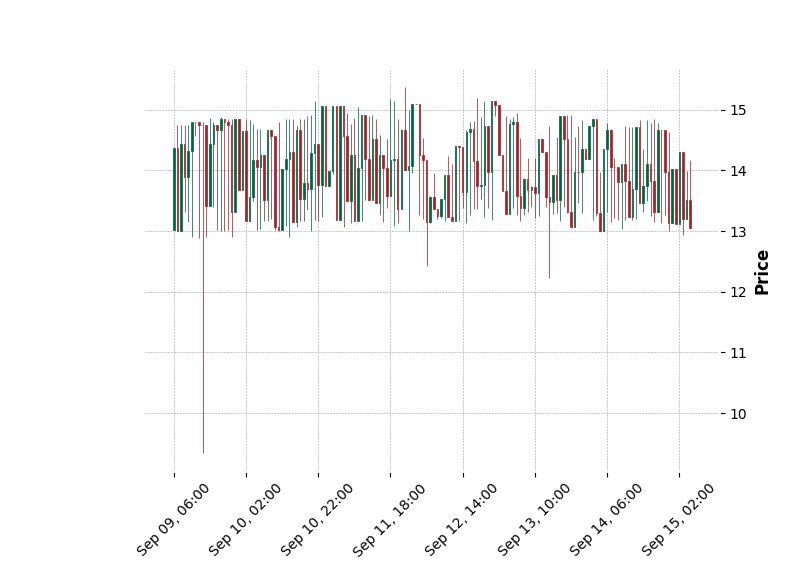 15
14
13
12
11
10
Price
Sep 09, 06:00
Sep 10, 02:00
Sep 10, 22:00
Sep 11, 18:00
Sep 12, 14:00
Sep 13, 10:00
Sep 14, 06:00
Sep 15, 02:00